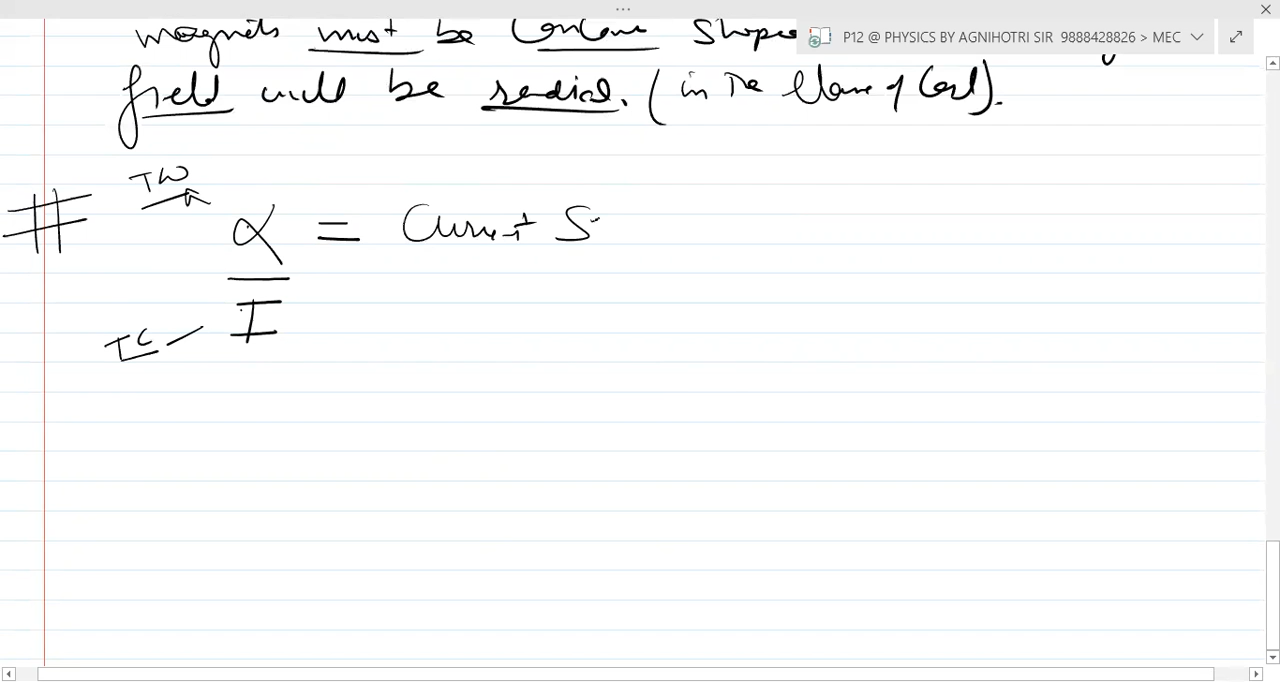 P12 @ PHYSICS BY AGNIHOTRI SIR 9888428826 > MEC
magnets must be Concave Shape
field will be radial. (in the Plane of Coil).
# TW
α = Current S
I
TC